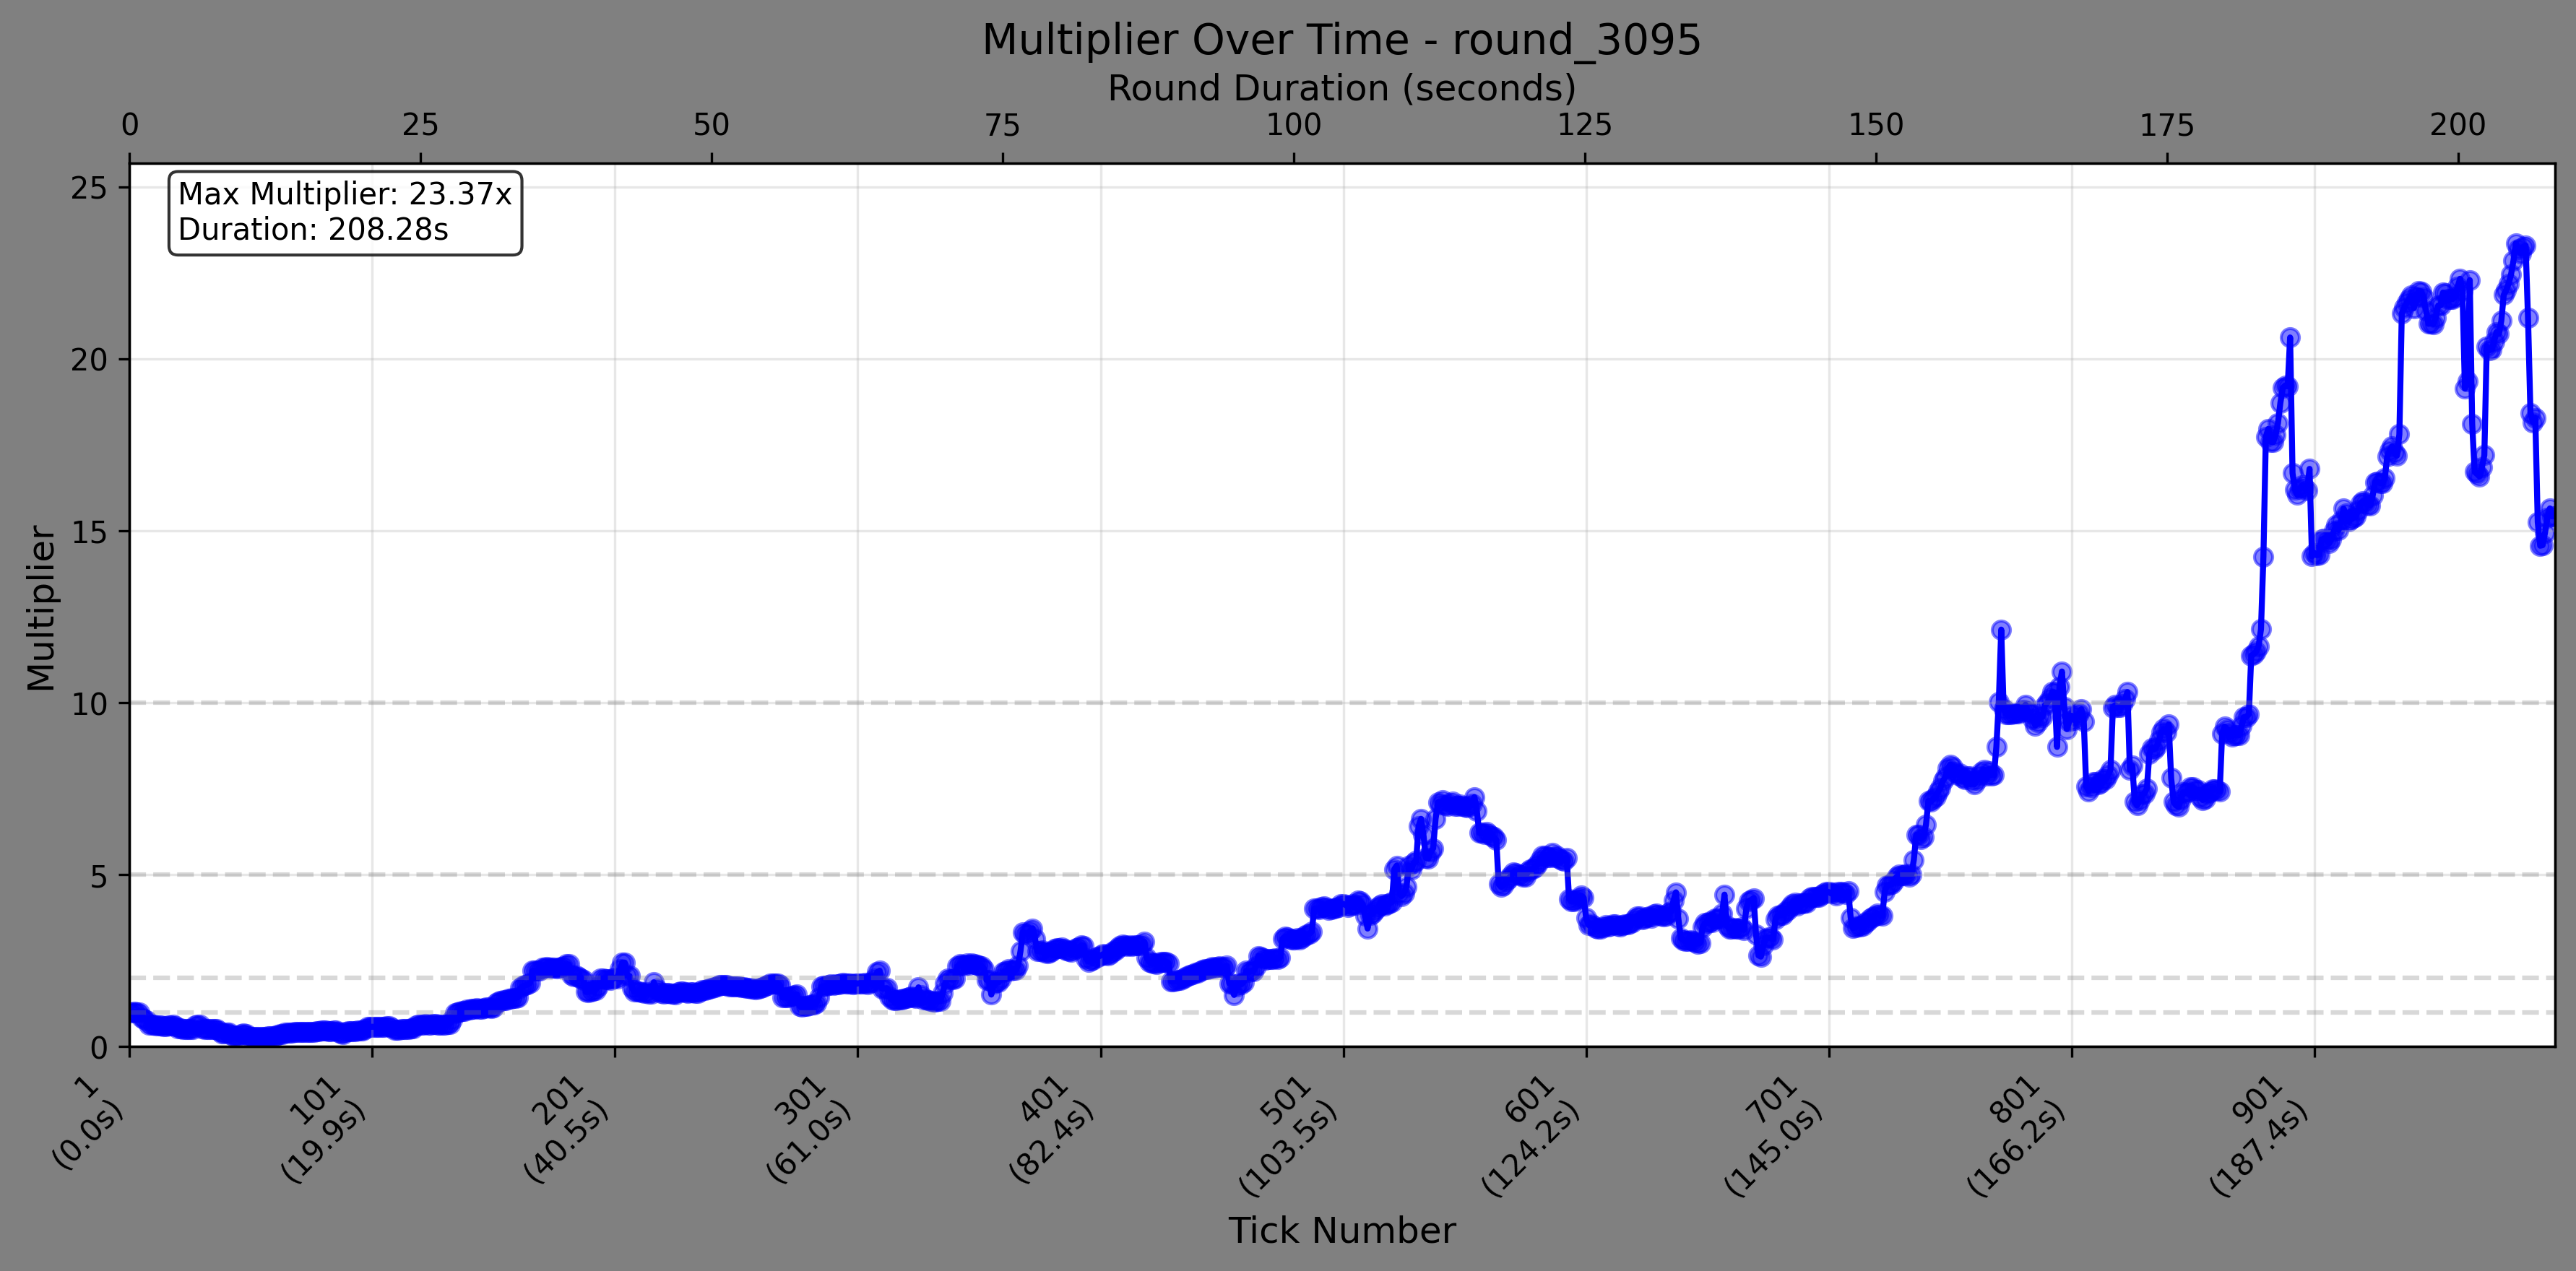 Multiplier Over Time - round_3095
Round Duration (seconds)
0 25 50 75 100 125 150 175 200
Max Multiplier: 23.37x
Duration: 208.28s
25
20
15
10
5
0
Multiplier
1
(0.0s)
101
(19.9s)
201
(40.5s)
301
(61.0s)
401
(82.4s)
501
(103.5s)
601
(124.2s)
701
(145.0s)
801
(166.2s)
901
(187.4s)
Tick Number